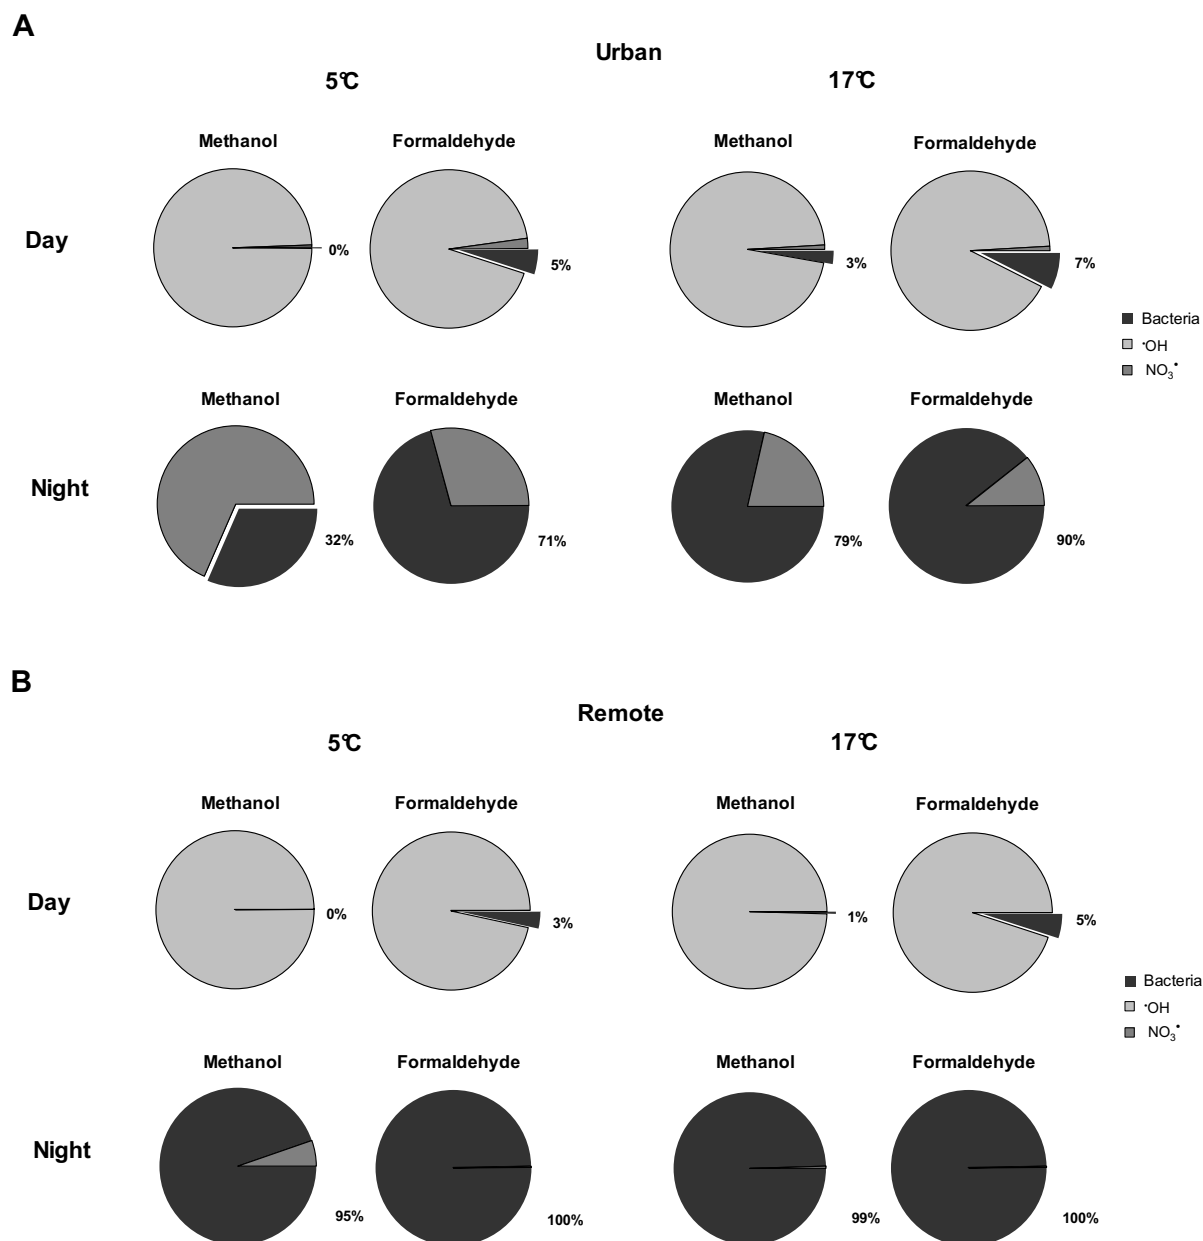 A
Urban
5°C 17°C
Methanol Formaldehyde Methanol Formaldehyde
Day
0% 5% 3% 7%
Bacteria
•OH
NO3•
Methanol Formaldehyde Methanol Formaldehyde
Night
32% 71% 79% 90%
B
Remote
5°C 17°C
Methanol Formaldehyde Methanol Formaldehyde
Day
0% 3% 1% 5%
Bacteria
•OH
NO3•
Methanol Formaldehyde Methanol Formaldehyde
Night
95% 100% 99% 100%